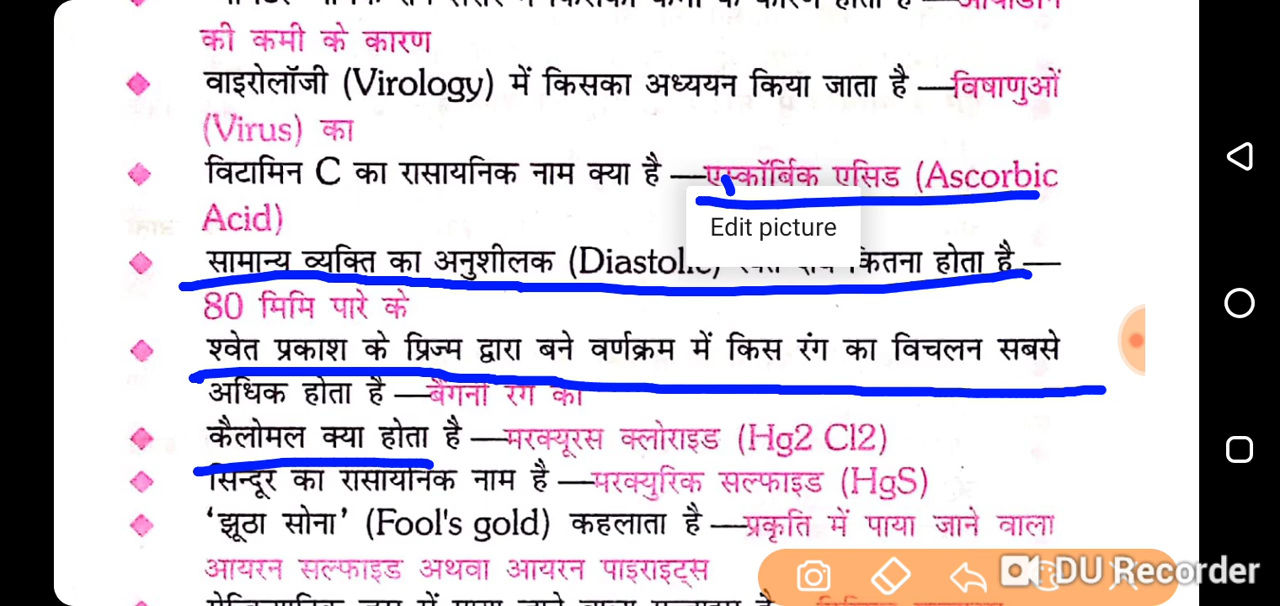 की कमी के कारण
वाइरोलॉजी (Virology) में किसका अध्ययन किया जाता है —विषाणुओं
(Virus) का
विटामिन C का रासायनिक नाम क्या है —एस्कॉर्बिक एसिड (Ascorbic
Acid)
Edit picture
सामान्य व्यक्ति का अनुशीलक (Diastolic) कितना होता है—
80 मिमि पारे के
श्वेत प्रकाश के प्रिज्म द्वारा बने वर्णक्रम में किस रंग का विचलन सबसे
अधिक होता है —बैगनी रंग का
कैलोमल क्या होता है —मरक्यूरस क्लोराइड (Hg2 Cl2)
सिन्दूर का रासायनिक नाम है —मरक्युरिक सल्फाइड (HgS)
'झूठा सोना' (Fool's gold) कहलाता है —प्रकृति में पाया जाने वाला
आयरन सल्फाइड अथवा आयरन पाइराइट्स
DU Recorder